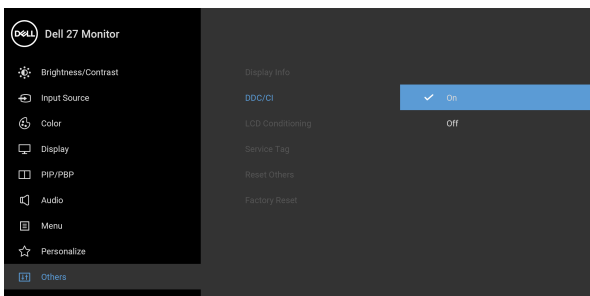 DELL Dell 27 Monitor
Brightness/Contrast
Input Source
Color
Display
PIP/PBP
Audio
Menu
Personalize
Others
Display Info
DDC/CI
LCD Conditioning
Service Tag
Reset Others
Factory Reset
On
Off